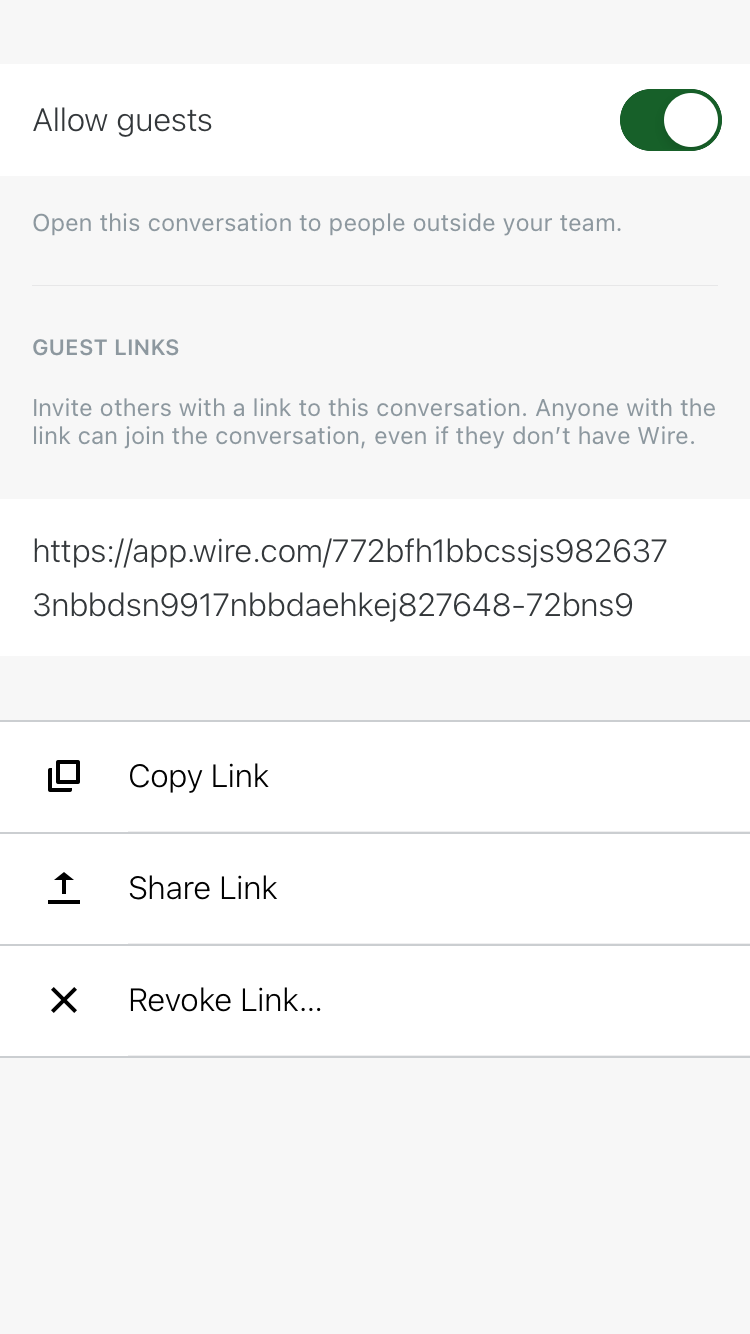 Allow guests
Open this conversation to people outside your team.
GUEST LINKS
Invite others with a link to this conversation. Anyone with the
link can join the conversation, even if they don’t have Wire.
https://app.wire.com/772bfh1bbcssjs982637
3nbbdsn9917nbbdaehkej827648-72bns9
Copy Link
Share Link
Revoke Link...